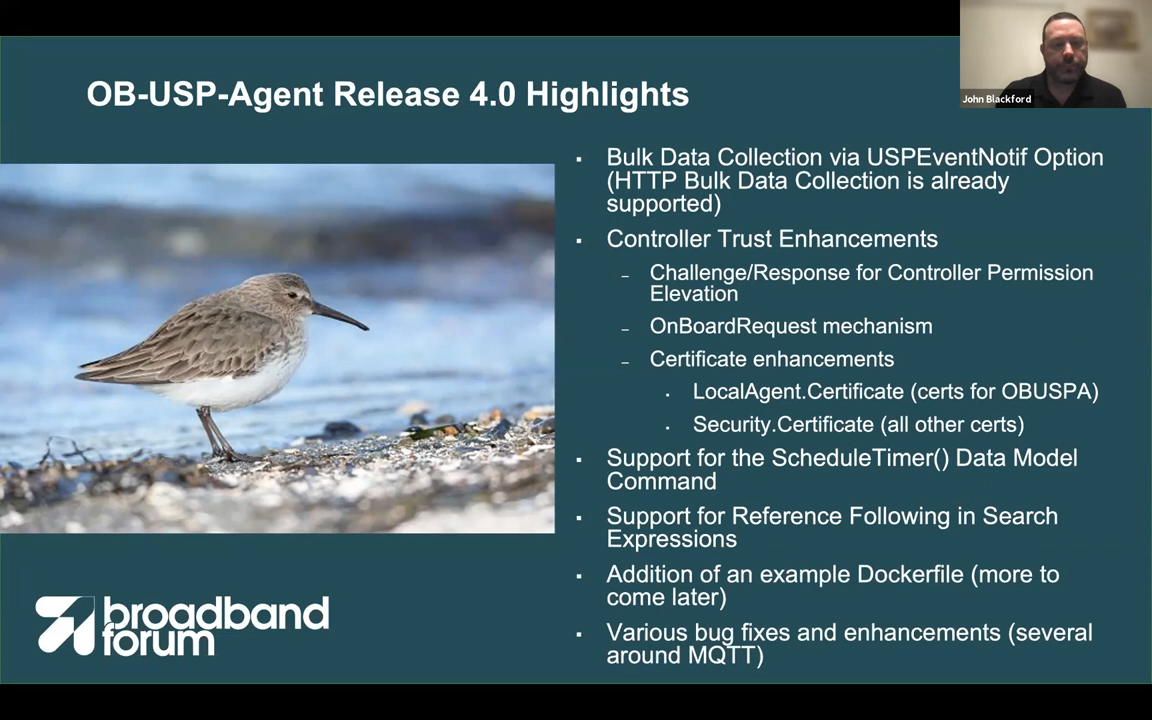 OB-USP-Agent Release 4.0 Highlights
John Blackford
▪ Bulk Data Collection via USPEventNotif Option
(HTTP Bulk Data Collection is already
supported)
▪ Controller Trust Enhancements
– Challenge/Response for Controller Permission
Elevation
– OnBoardRequest mechanism
– Certificate enhancements
▪ LocalAgent.Certificate (certs for OBUSPA)
▪ Security.Certificate (all other certs)
▪ Support for the ScheduleTimer() Data Model
Command
▪ Support for Reference Following in Search
Expressions
▪ Addition of an example Dockerfile (more to
come later)
▪ Various bug fixes and enhancements (several
around MQTT)
broadband
forum